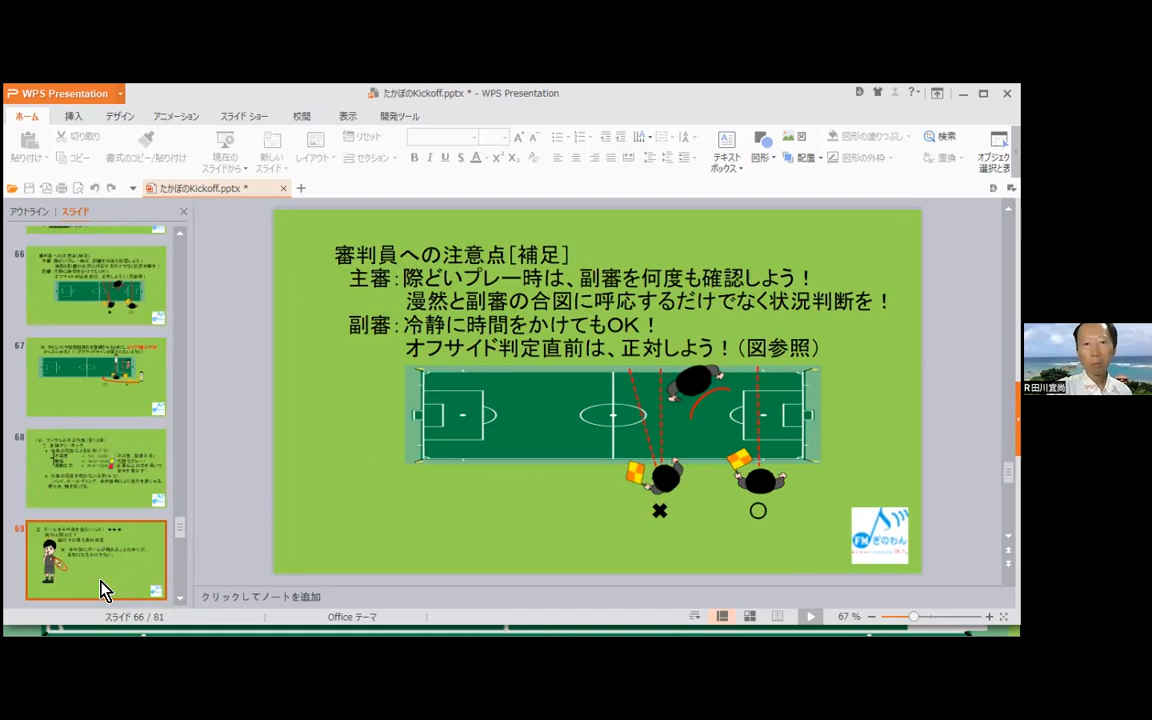 WPS Presentation
たかぼのKickoff.pptx * - WPS Presentation
ホーム 挿入 デザイン アニメーション スライド ショー 校閲 表示 開発ツール
貼り付け 切り取り コピー 書式のコピー/貼り付け 現在の スライドから 新しい スライド レイアウト リセット セクション テキスト ボックス 図形 図 配置 図形の塗りつぶし 図形の外枠 検索 置換 オブジェク 選択とき
たかぼのKickoff.pptx *
アウトライン スライド
66
67
68
69
審判員への注意点［補足］
主審：際どいプレー時は、副審を何度も確認しよう！
漫然と副審の合図に呼応するだけでなく状況判断を！
副審：冷静に時間をかけてもOK！
オフサイド判定直前は、正対しよう！（図参照）
✖ ○
FMぎのわん
クリックしてノートを追加
スライド 66 / 81 Office テーマ 67 %
R田川宜尚